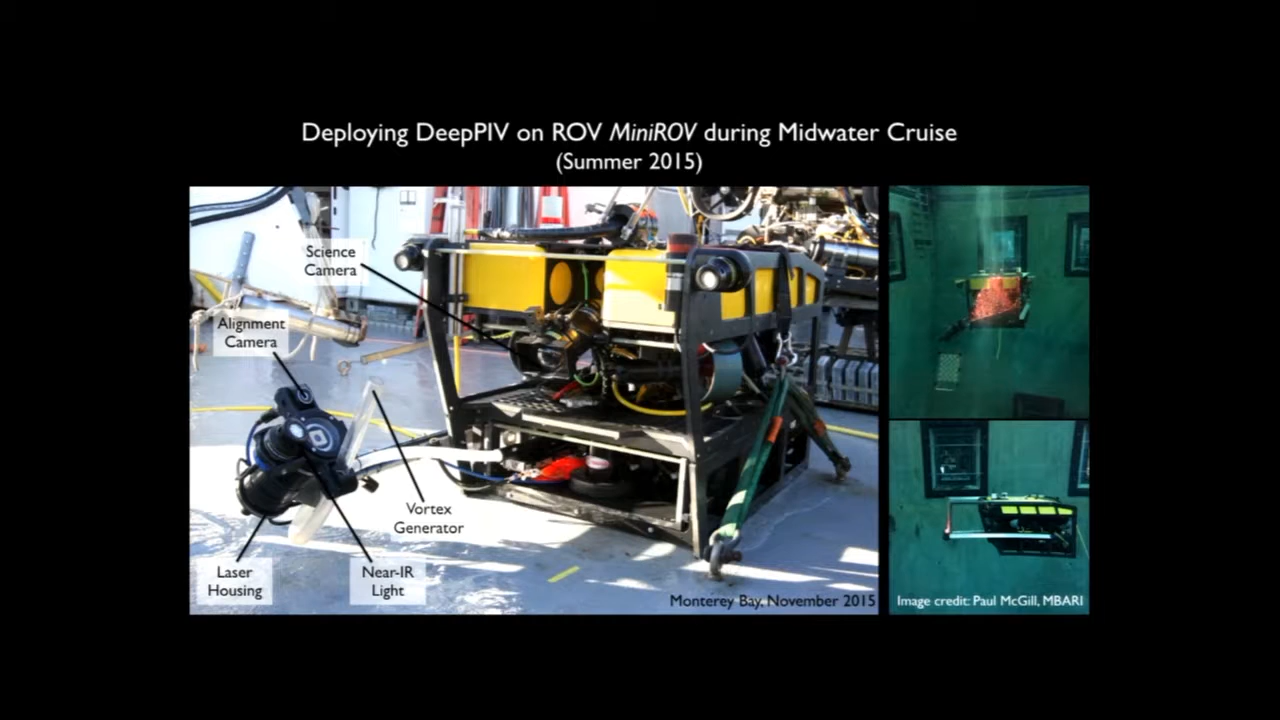 Deploying DeepPIV on ROV MiniROV during Midwater Cruise
(Summer 2015)
Science
Camera
Alignment
Camera
Vortex
Generator
Laser
Housing
Near-IR
Light
Monterey Bay, November 2015
Image credit: Paul McGill, MBARI